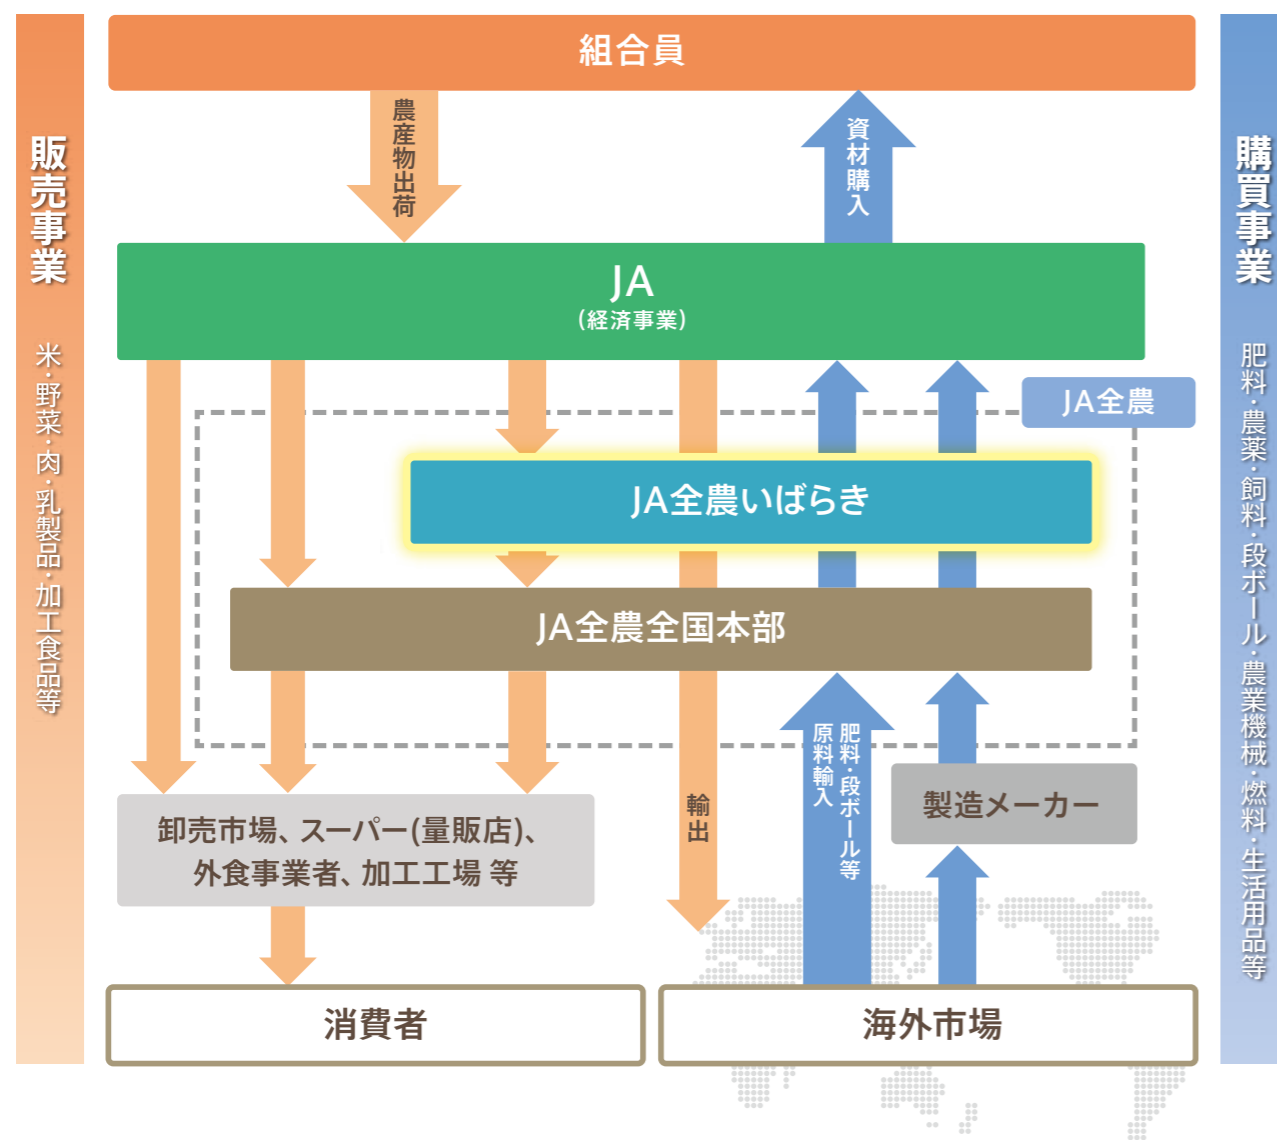 組合員
販売事業
米・野菜・肉・乳製品・加工食品等
農産物出荷
資材購入
購買事業
肥料・農薬・飼料・段ボール・農業機械・燃料・生活用品等
JA
(経済事業)
JA全農
JA全農いばらき
JA全農全国本部
輸出
肥料・段ボール等
原料輸入
製造メーカー
卸売市場、スーパー(量販店)、
外食事業者、加工工場 等
消費者
海外市場